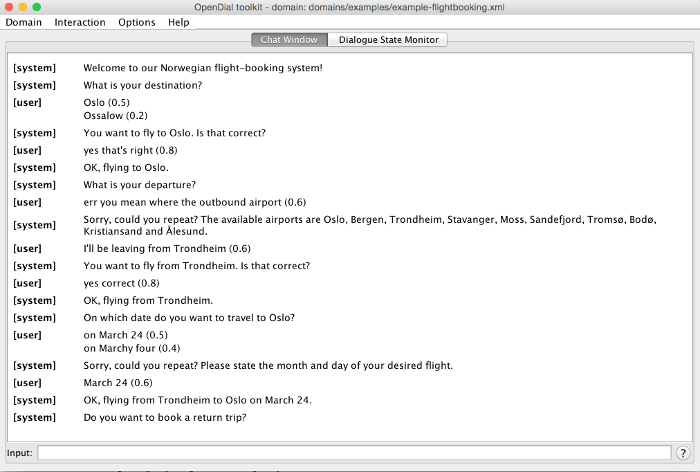 OpenDial toolkit - domain: domains/examples/example-flightbooking.xml
Domain Interaction Options Help
Chat Window Dialogue State Monitor
[system] Welcome to our Norwegian flight-booking system!
[system] What is your destination?
[user] Oslo (0.5)
Ossalow (0.2)
[system] You want to fly to Oslo. Is that correct?
[user] yes that's right (0.8)
[system] OK, flying to Oslo.
[system] What is your departure?
[user] err you mean where the outbound airport (0.6)
[system] Sorry, could you repeat? The available airports are Oslo, Bergen, Trondheim, Stavanger, Moss, Sandefjord, Tromsø, Bodø,
Kristiansand and Ålesund.
[user] I'll be leaving from Trondheim (0.6)
[system] You want to fly from Trondheim. Is that correct?
[user] yes correct (0.8)
[system] OK, flying from Trondheim.
[system] On which date do you want to travel to Oslo?
[user] on March 24 (0.5)
on Marchy four (0.4)
[system] Sorry, could you repeat? Please state the month and day of your desired flight.
[user] March 24 (0.6)
[system] OK, flying from Trondheim to Oslo on March 24.
[system] Do you want to book a return trip?
Input: ?